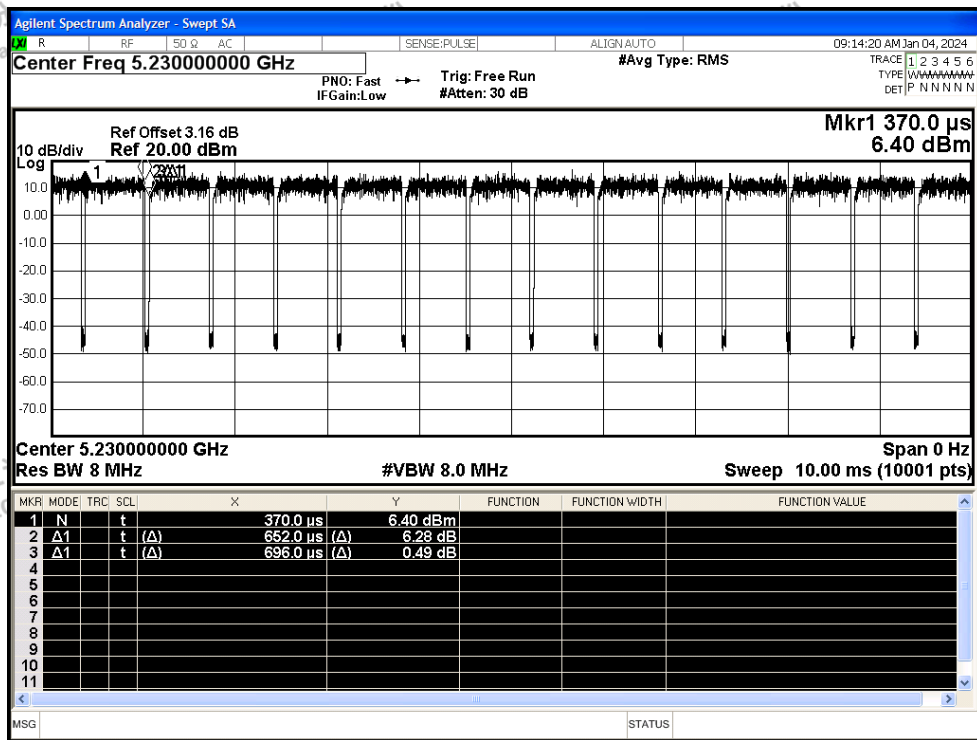 Agilent Spectrum Analyzer - Swept SA
LXI R RF 50 Ω AC SENSE:PULSE ALIGN AUTO 09:14:20 AM Jan 04, 2024
Center Freq 5.230000000 GHz #Avg Type: RMS TRACE 1 2 3 4 5 6
PNO: Fast Trig: Free Run TYPE
IFGain:Low #Atten: 30 dB DET P N N N N N
Mkr1 370.0 µs
Ref Offset 3.16 dB
10 dB/div Ref 20.00 dBm 6.40 dBm
Log
1
10.0
0.00
-10.0
-20.0
-30.0
-40.0
-50.0
-60.0
-70.0
Center 5.230000000 GHz Span 0 Hz
Res BW 8 MHz #VBW 8.0 MHz Sweep 10.00 ms (10001 pts)
MKR MODE TRC SCL X Y FUNCTION FUNCTION WIDTH FUNCTION VALUE
1 N t 370.0 µs 6.40 dBm
2 Δ1 t (Δ) 652.0 µs (Δ) 6.28 dB
3 Δ1 t (Δ) 696.0 µs (Δ) 0.49 dB
4
5
6
7
8
9
10
11
MSG STATUS